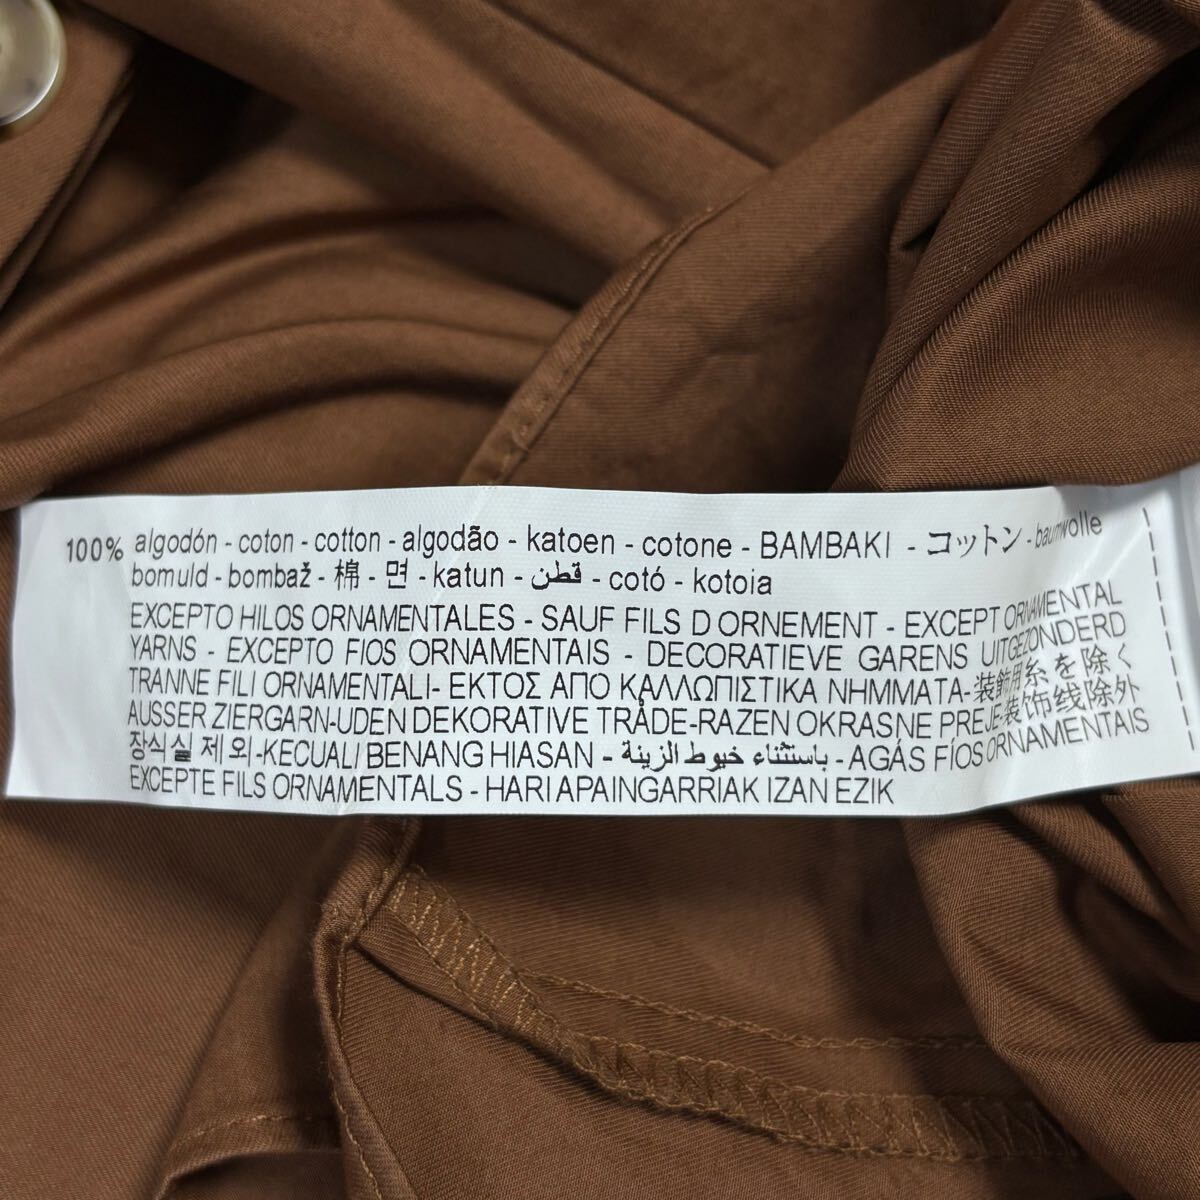 100% algodón - coton - cotton - algodão - katoen - cotone - BAMBAKI - コットン - baumwolle
bomuld - bombaž - 棉 - 면 - katun - قطن - cotó - kotoia
EXCEPTO HILOS ORNAMENTALES - SAUF FILS D ORNEMENT - EXCEPT ORNAMENTAL
YARNS - EXCEPTO FIOS ORNAMENTAIS - DECORATIEVE GARENS UITGEZONDERD
TRANNE FILI ORNAMENTALI- ΕΚΤΟΣ ΑΠΟ ΚΑΛΛΩΠΙΣΤΙΚΑ ΝΗΜΜΑΤΑ-装飾用糸を除く
AUSSER ZIERGARN-UDEN DEKORATIVE TRÅDE-RAZEN OKRASNE PREJE-装饰线除外
장식실 제외-KECUALI BENANG HIASAN - باستثناء خيوط الزينة - AGÁS FÍOS ORNAMENTAIS
EXCEPTE FILS ORNAMENTALS - HARI APAINGARRIAK IZAN EZIK